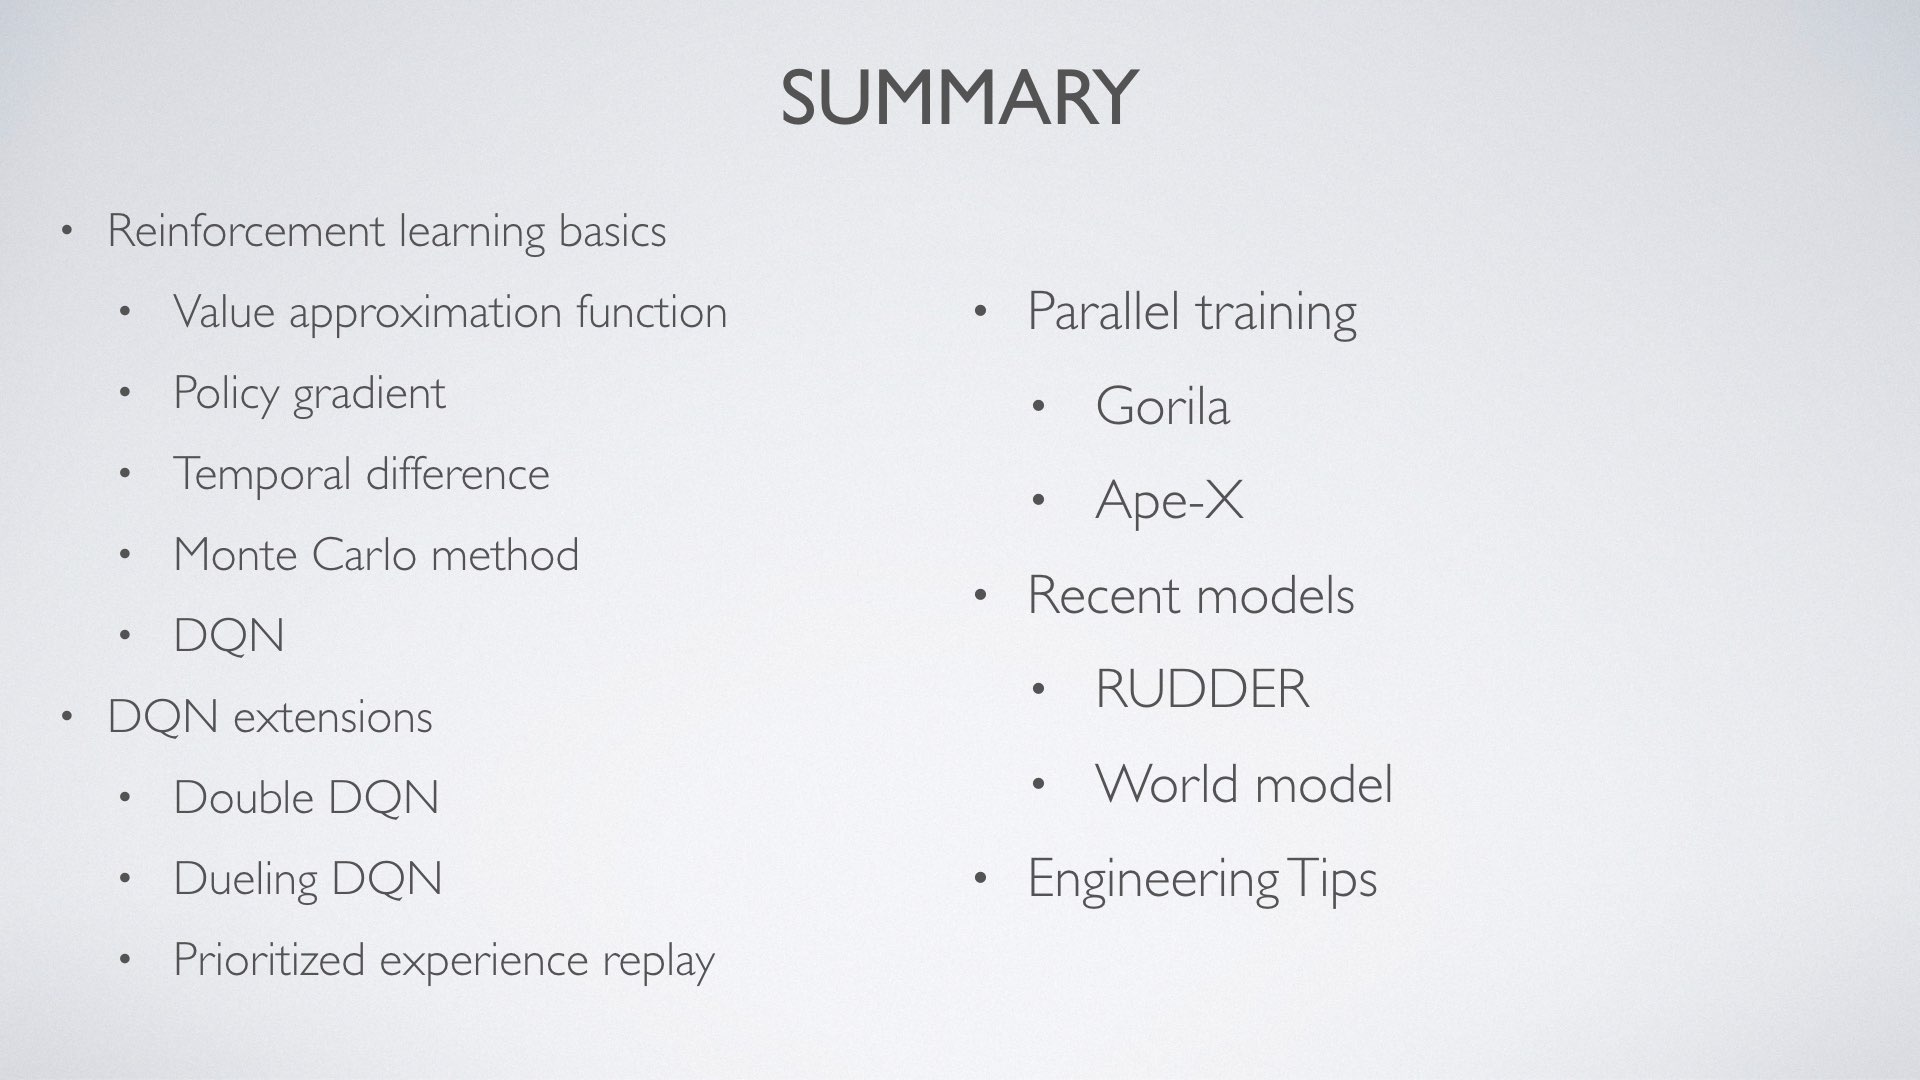 SUMMARY
• Reinforcement learning basics
• Value approximation function
• Policy gradient
• Temporal difference
• Monte Carlo method
• DQN
• DQN extensions
• Double DQN
• Dueling DQN
• Prioritized experience replay
• Parallel training
• Gorila
• Ape-X
• Recent models
• RUDDER
• World model
• Engineering Tips